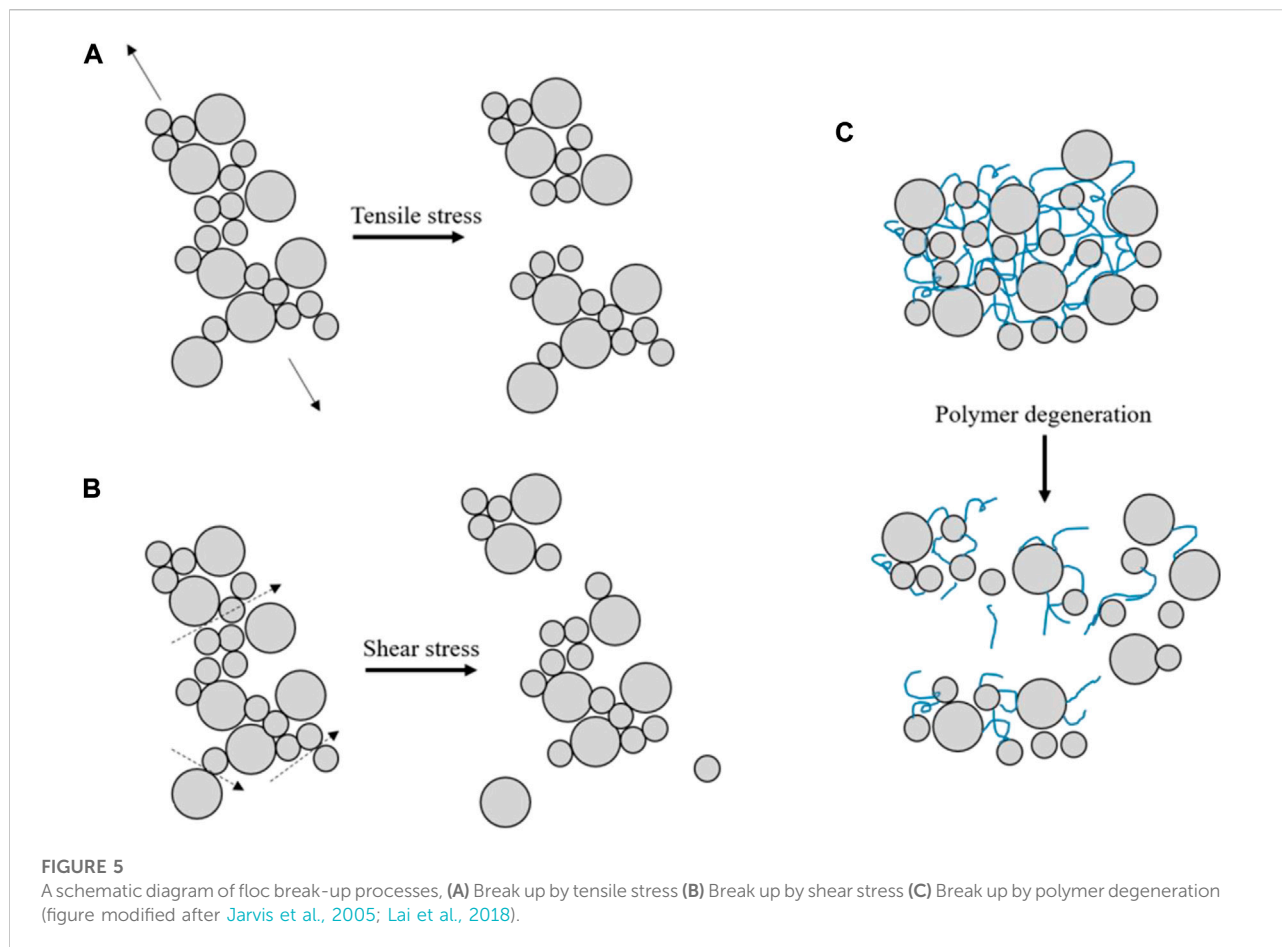 A
Tensile stress
B
Shear stress
C
Polymer degeneration
FIGURE 5
A schematic diagram of floc break-up processes, (A) Break up by tensile stress (B) Break up by shear stress (C) Break up by polymer degeneration
(figure modified after Jarvis et al., 2005; Lai et al., 2018).